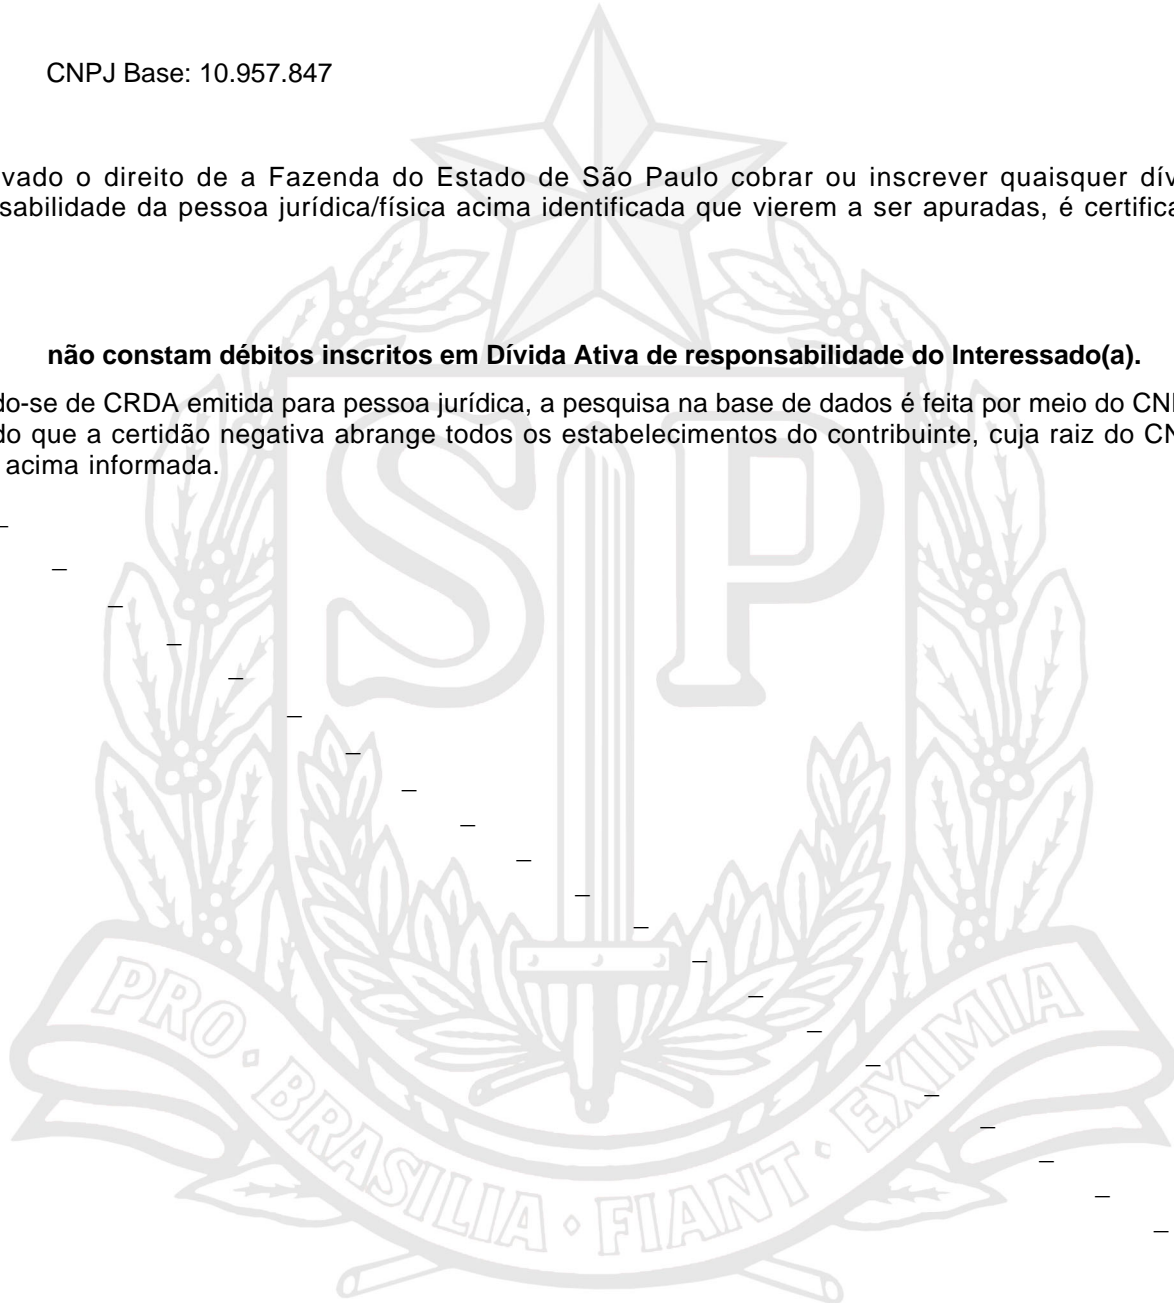 CNPJ Base: 10.957.847
vado o direito de a Fazenda do Estado de São Paulo cobrar ou inscrever quaisquer dív
sabilidade da pessoa jurídica/física acima identificada que vierem a ser apuradas, é certifica
não constam débitos inscritos em Dívida Ativa de responsabilidade do Interessado(a).
do-se de CRDA emitida para pessoa jurídica, a pesquisa na base de dados é feita por meio do CN
do que a certidão negativa abrange todos os estabelecimentos do contribuinte, cuja raiz do CN
acima informada.
SP
PRO · BRASILIA · FIANT · EXIMIA